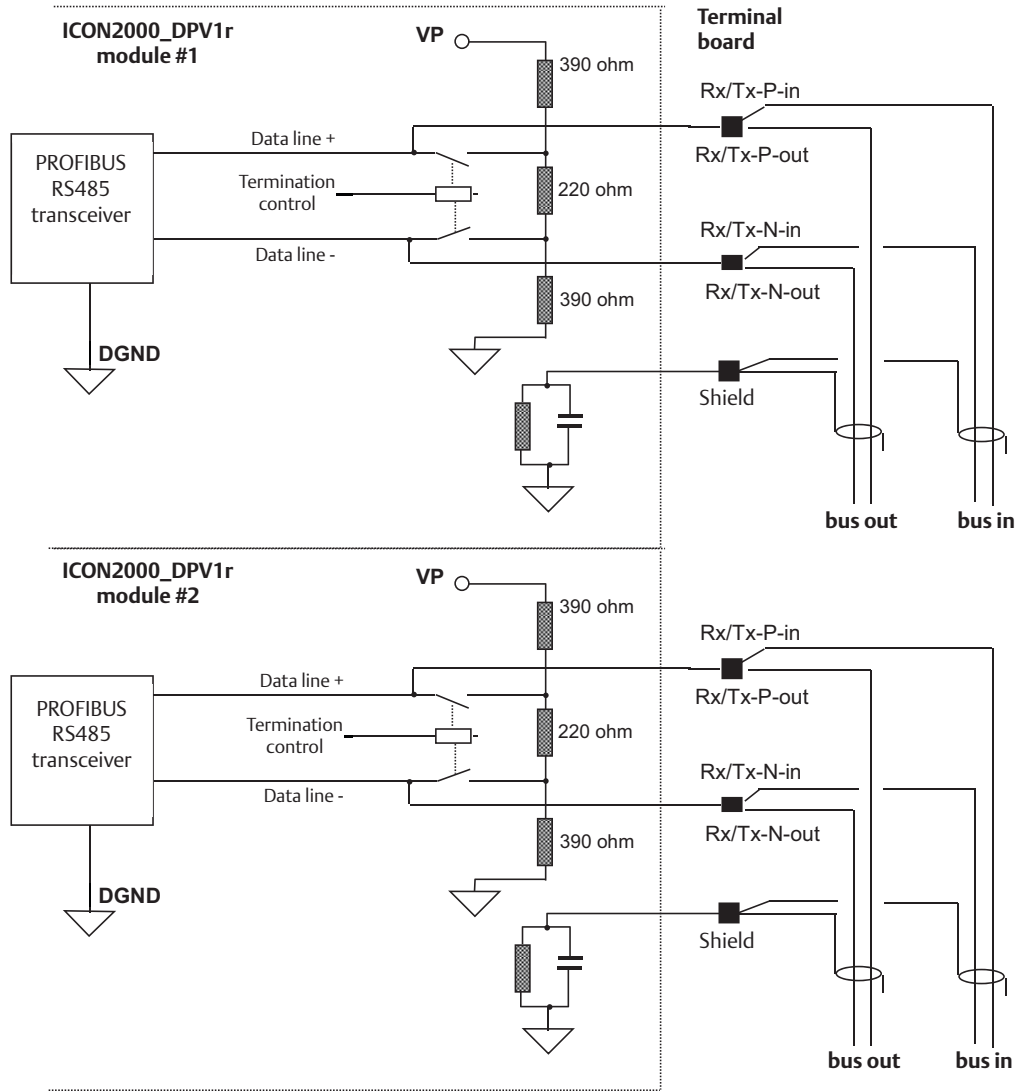 ICON2000_DPV1r
module #1
VP
Terminal
board
390 ohm
Rx/Tx-P-in
Data line +
Rx/Tx-P-out
PROFIBUS
RS485
transceiver
Termination
control
220 ohm
Rx/Tx-N-in
Data line -
Rx/Tx-N-out
390 ohm
DGND
Shield
bus out
bus in
ICON2000_DPV1r
module #2
VP
390 ohm
Rx/Tx-P-in
Data line +
Rx/Tx-P-out
PROFIBUS
RS485
transceiver
Termination
control
220 ohm
Rx/Tx-N-in
Data line -
Rx/Tx-N-out
390 ohm
DGND
Shield
bus out
bus in